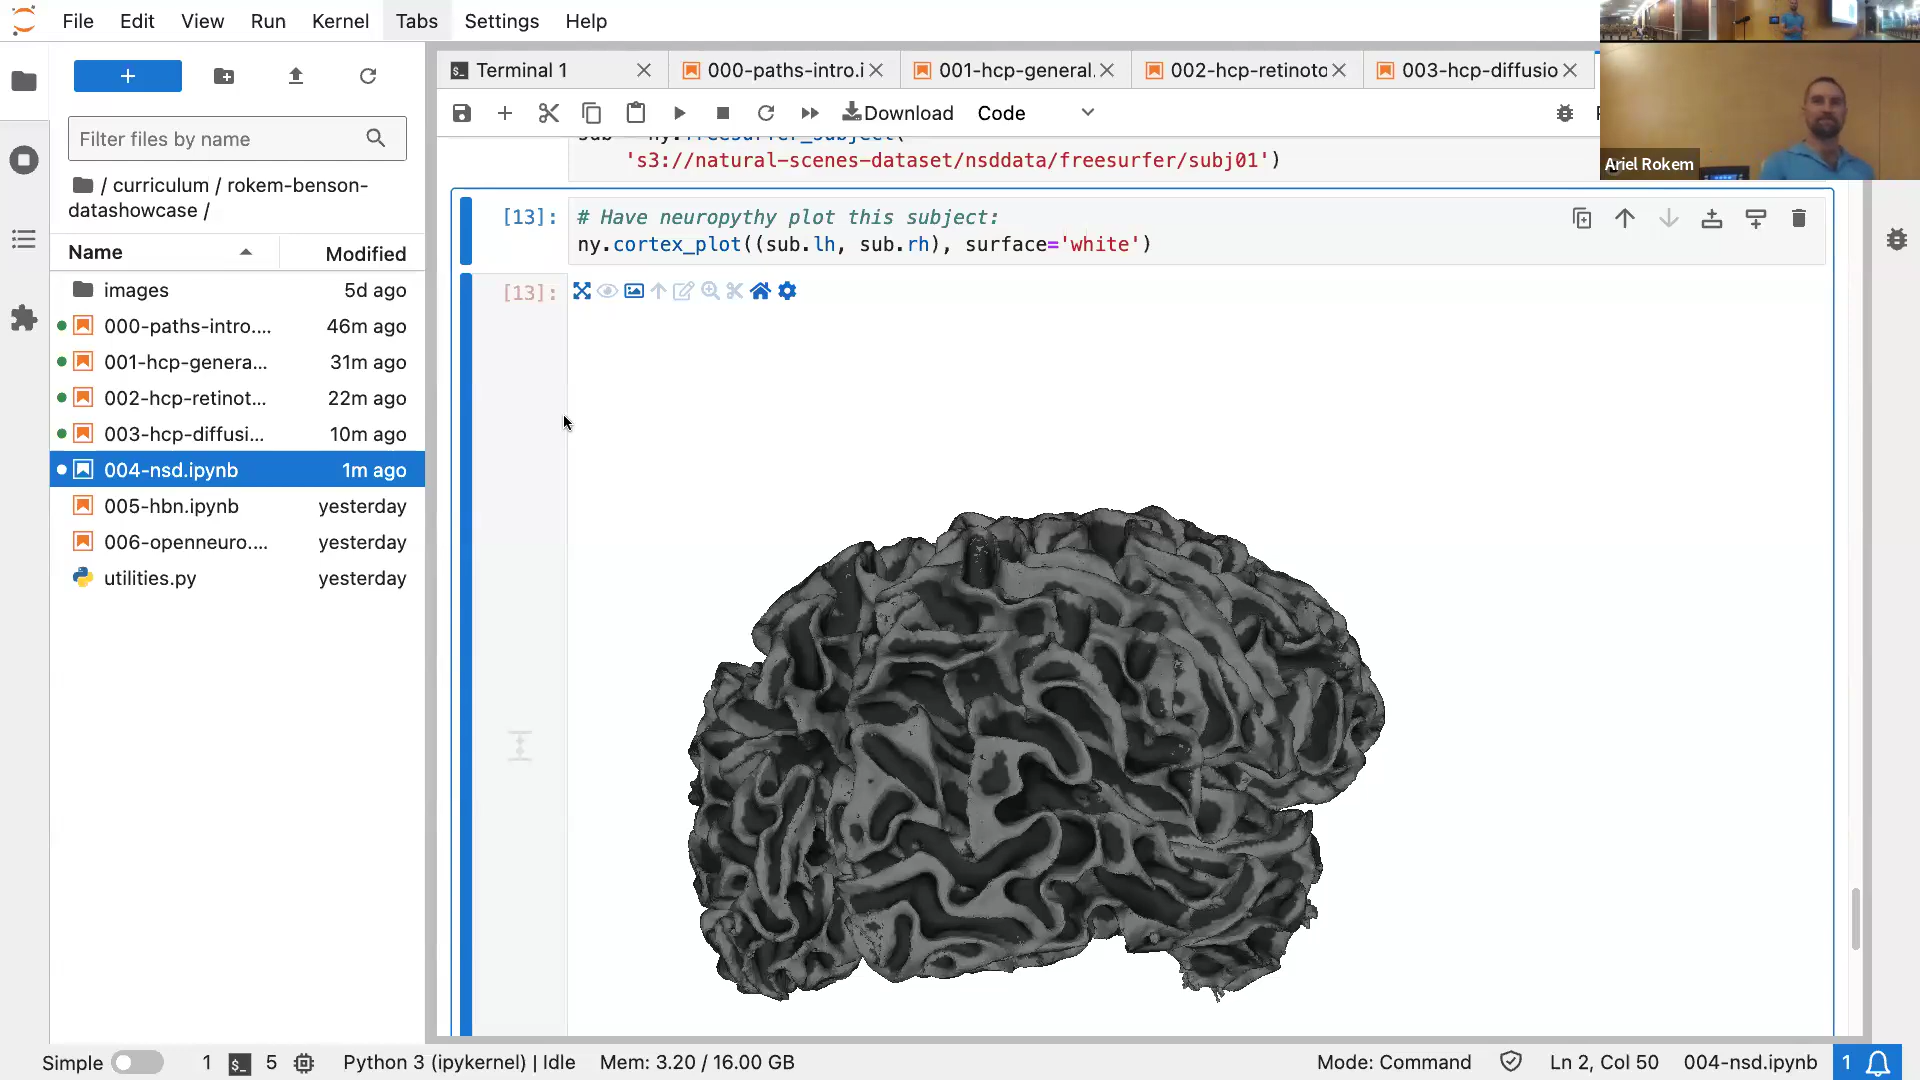 File Edit View Run Kernel Tabs Settings Help
Terminal 1
000-paths-intro.i
001-hcp-general.
002-hcp-retinoto
003-hcp-diffusio
Download Code
Filter files by name
/ curriculum / rokem-benson-
datashowcase /
Name Modified
images 5d ago
000-paths-intro.... 46m ago
001-hcp-genera... 31m ago
002-hcp-retinot... 22m ago
003-hcp-diffusi... 10m ago
004-nsd.ipynb 1m ago
005-hbn.ipynb yesterday
006-openneuro.... yesterday
utilities.py yesterday
sub = ny.freesurfer_subject(
's3://natural-scenes-dataset/nsddata/freesurfer/subj01')
[13]: # Have neuropythy plot this subject:
ny.cortex_plot((sub.lh, sub.rh), surface='white')
[13]:
Ariel Rokem
Simple 1 $_ 5 Python 3 (ipykernel) | Idle Mem: 3.20 / 16.00 GB Mode: Command Ln 2, Col 50 004-nsd.ipynb 1